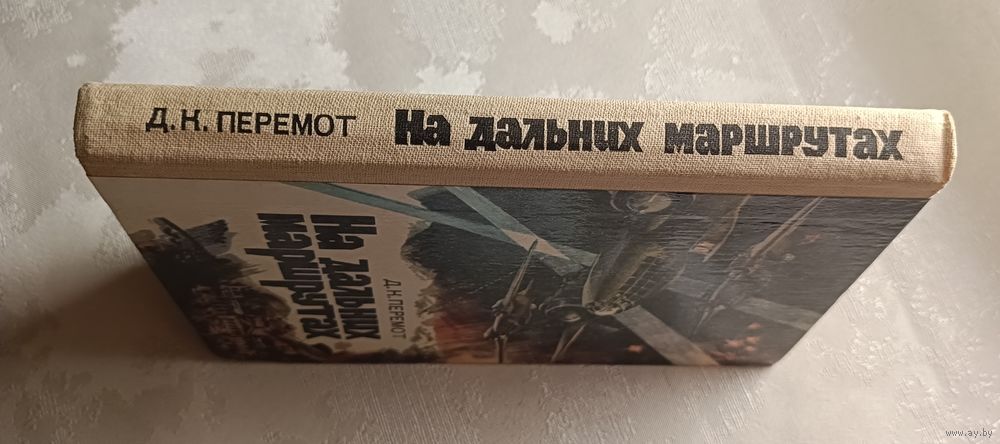 Д. К. ПЕРЕМОТ На дальних маршрутах
На дальних
маршрутах
Д.К.ПЕРЕМОТ
www.ay.by